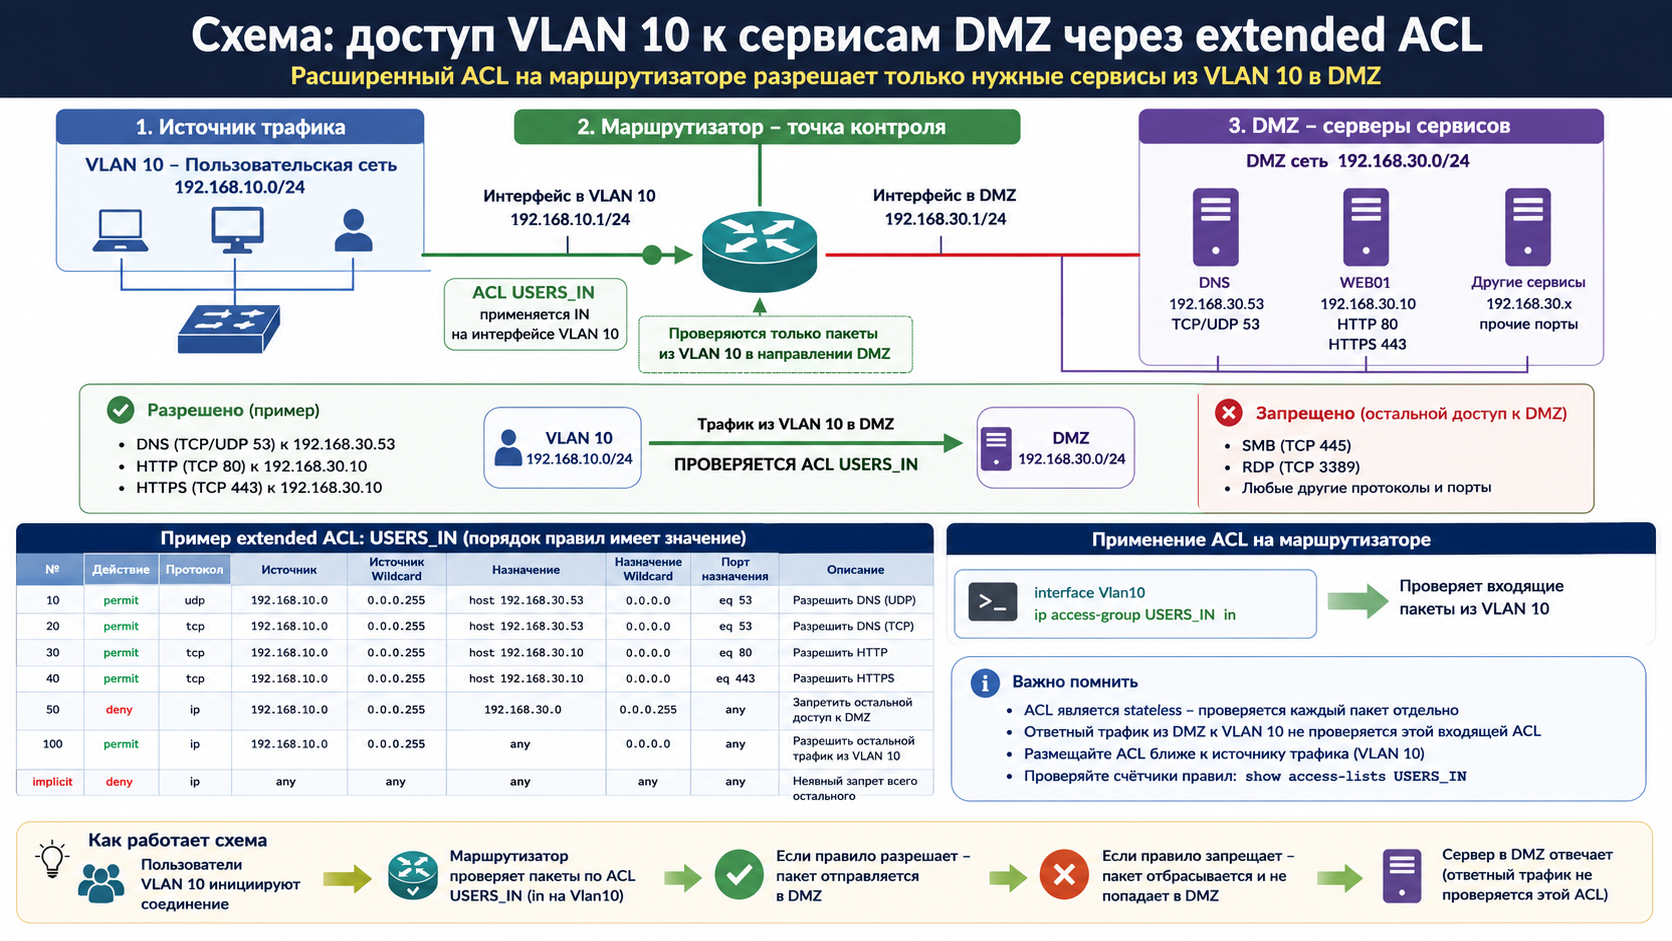 Схема: доступ VLAN 10 к сервисам DMZ через extended ACL
Расширенный ACL на маршрутизаторе разрешает только нужные сервисы из VLAN 10 в DMZ
1. Источник трафика
VLAN 10 – Пользовательская сеть
192.168.10.0/24
2. Маршрутизатор – точка контроля
Интерфейс в VLAN 10
192.168.10.1/24
Интерфейс в DMZ
192.168.30.1/24
ACL USERS_IN
применяется IN
на интерфейсе VLAN 10
Проверяются только пакеты
из VLAN 10 в направлении DMZ
3. DMZ – серверы сервисов
DMZ сеть 192.168.30.0/24
DNS
192.168.30.53
TCP/UDP 53
WEB01
192.168.30.10
HTTP 80
HTTPS 443
Другие сервисы
192.168.30.x
прочие порты
Разрешено (пример)
• DNS (TCP/UDP 53) к 192.168.30.53
• HTTP (TCP 80) к 192.168.30.10
• HTTPS (TCP 443) к 192.168.30.10
VLAN 10
192.168.10.0/24
Трафик из VLAN 10 в DMZ
ПРОВЕРЯЕТСЯ ACL USERS_IN
DMZ
192.168.30.0/24
Запрещено (остальной доступ к DMZ)
• SMB (TCP 445)
• RDP (TCP 3389)
• Любые другие протоколы и порты
Пример extended ACL: USERS_IN (порядок правил имеет значение)
№ Действие Протокол Источник Источник Wildcard Назначение Назначение Wildcard Порт назначения Описание
10 permit udp 192.168.10.0 0.0.0.255 host 192.168.30.53 0.0.0.0 eq 53 Разрешить DNS (UDP)
20 permit tcp 192.168.10.0 0.0.0.255 host 192.168.30.53 0.0.0.0 eq 53 Разрешить DNS (TCP)
30 permit tcp 192.168.10.0 0.0.0.255 host 192.168.30.10 0.0.0.0 eq 80 Разрешить HTTP
40 permit tcp 192.168.10.0 0.0.0.255 host 192.168.30.10 0.0.0.0 eq 443 Разрешить HTTPS
50 deny ip 192.168.10.0 0.0.0.255 192.168.30.0 0.0.0.255 any Запретить остальной
доступ к DMZ
100 permit ip 192.168.10.0 0.0.0.255 any 0.0.0.0 any Разрешить остальной
трафик из VLAN 10
implicit deny ip any any any any any Неявный запрет всего
остального
Применение ACL на маршрутизаторе
>_
interface Vlan10
ip access-group USERS_IN in
Проверяет входящие
пакеты из VLAN 10
i
Важно помнить
• ACL является stateless – проверяется каждый пакет отдельно
• Ответный трафик из DMZ к VLAN 10 не проверяется этой входящей ACL
• Размещайте ACL ближе к источнику трафика (VLAN 10)
• Проверяйте счётчики правил: show access-lists USERS_IN
Как работает схема
Пользователи
VLAN 10 инициируют
соединение
Маршрутизатор
проверяет пакеты по ACL
USERS_IN (in на Vlan10)
Если правило разрешает –
пакет отправляется
в DMZ
Если правило запрещает –
пакет отбрасывается и не
попадает в DMZ
Сервер в DMZ отвечает
(ответный трафик не
проверяется этой ACL)